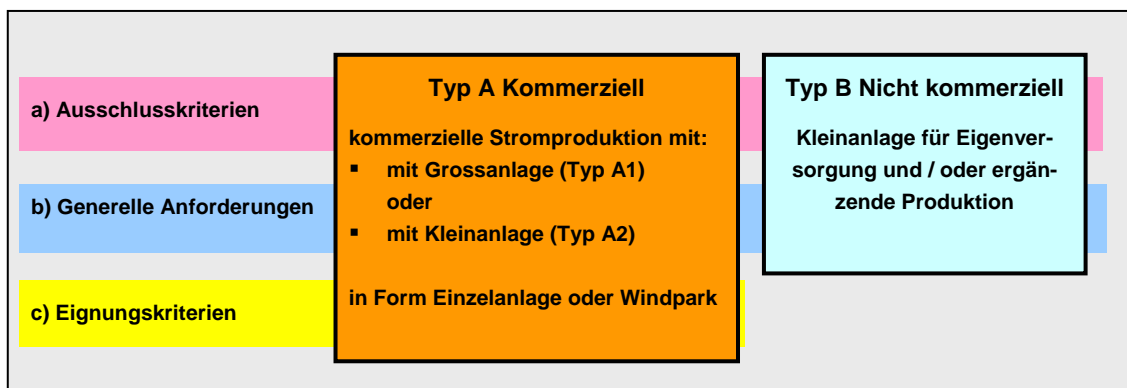 a) Ausschlusskriterien
b) Generelle Anforderungen
c) Eignungskriterien
Typ A Kommerziell
kommerzielle Stromproduktion mit:
▪ mit Grossanlage (Typ A1)
oder
▪ mit Kleinanlage (Typ A2)
in Form Einzelanlage oder Windpark
Typ B Nicht kommerziell
Kleinanlage für Eigenver-
sorgung und / oder ergän-
zende Produktion